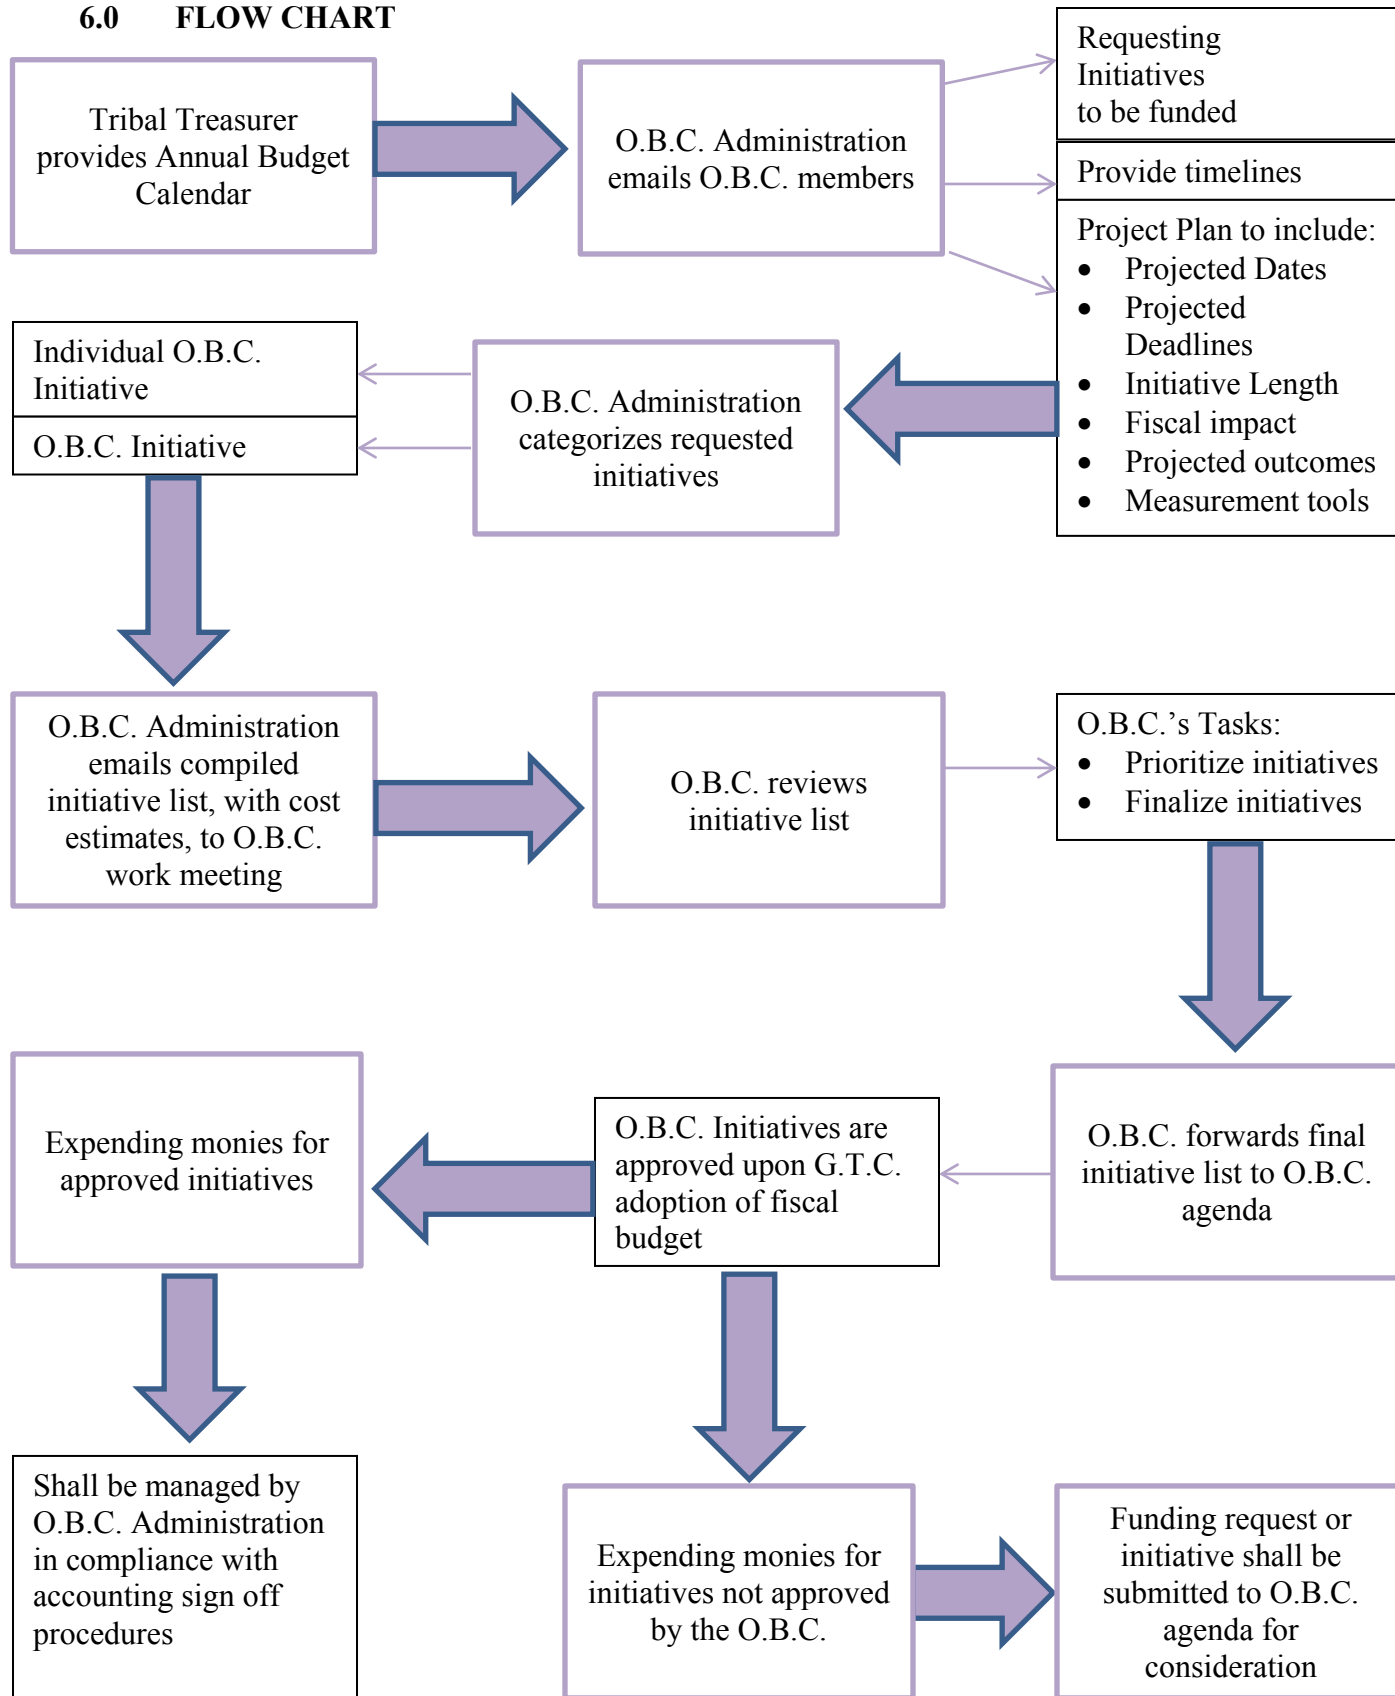 6.0 FLOW CHART
Tribal Treasurer
provides Annual Budget
Calendar
O.B.C. Administration
emails O.B.C. members
Requesting
Initiatives
to be funded
Provide timelines
Project Plan to include:
• Projected Dates
• Projected
Deadlines
• Initiative Length
• Fiscal impact
• Projected outcomes
• Measurement tools
O.B.C. Administration
categorizes requested
initiatives
Individual O.B.C.
Initiative
O.B.C. Initiative
O.B.C. Administration
emails compiled
initiative list, with cost
estimates, to O.B.C.
work meeting
O.B.C. reviews
initiative list
O.B.C.’s Tasks:
• Prioritize initiatives
• Finalize initiatives
O.B.C. forwards final
initiative list to O.B.C.
agenda
O.B.C. Initiatives are
approved upon G.T.C.
adoption of fiscal
budget
Expending monies for
approved initiatives
Shall be managed by
O.B.C. Administration
in compliance with
accounting sign off
procedures
Expending monies for
initiatives not approved
by the O.B.C.
Funding request or
initiative shall be
submitted to O.B.C.
agenda for
consideration